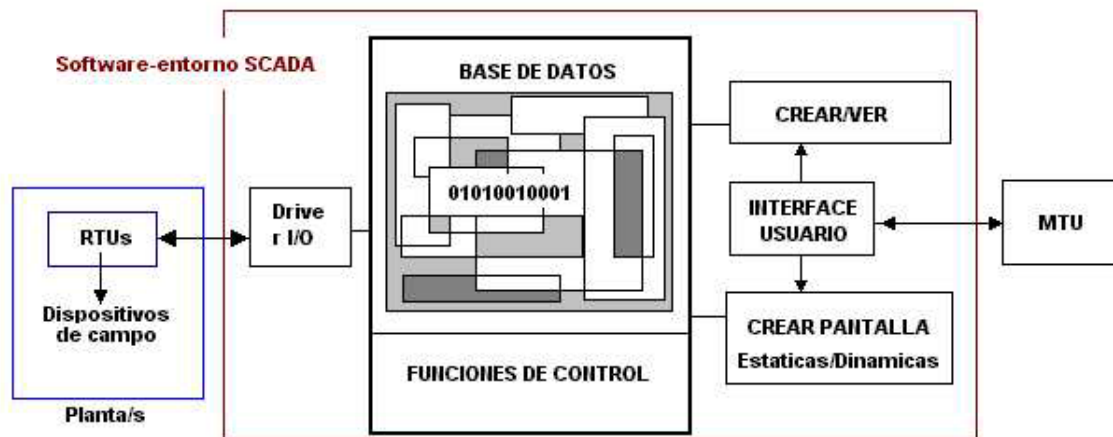 Software-entorno SCADA
BASE DE DATOS
01010010001
FUNCIONES DE CONTROL
RTUs
Dispositivos
de campo
Planta/s
Drive
r I/O
CREAR/VER
INTERFACE
USUARIO
CREAR PANTALLA
Estaticas/Dinamicas
MTU